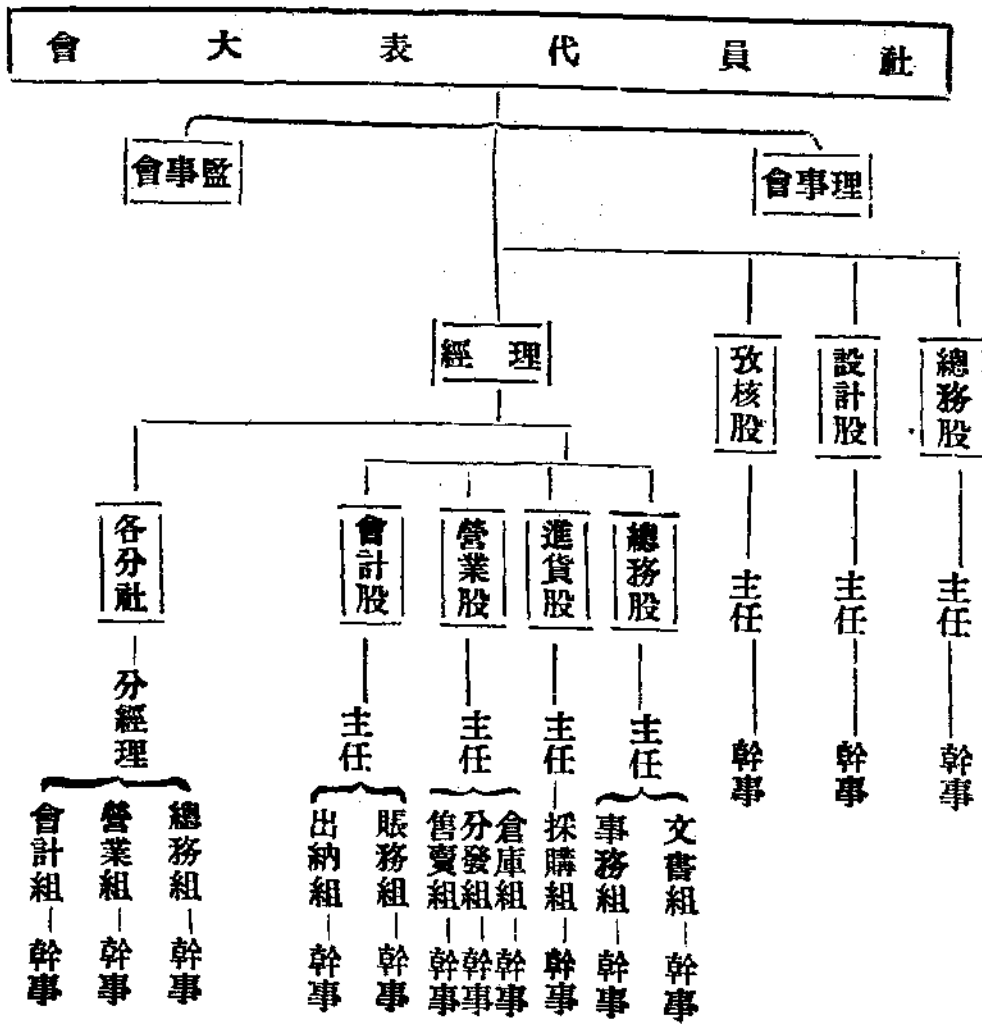 社員代表大會
理事會
監事會
經理
總務股
設計股
攷核股
主任
主任
主任
幹事
幹事
幹事
總務股
進貨股
營業股
會計股
各分社
主任
主任
主任
主任
分經理
文書組
事務組
採購組
倉庫組
分發組
售賣組
賬務組
出納組
總務組
營業組
會計組
幹事
幹事
幹事
幹事
幹事
幹事
幹事
幹事
幹事
幹事
幹事